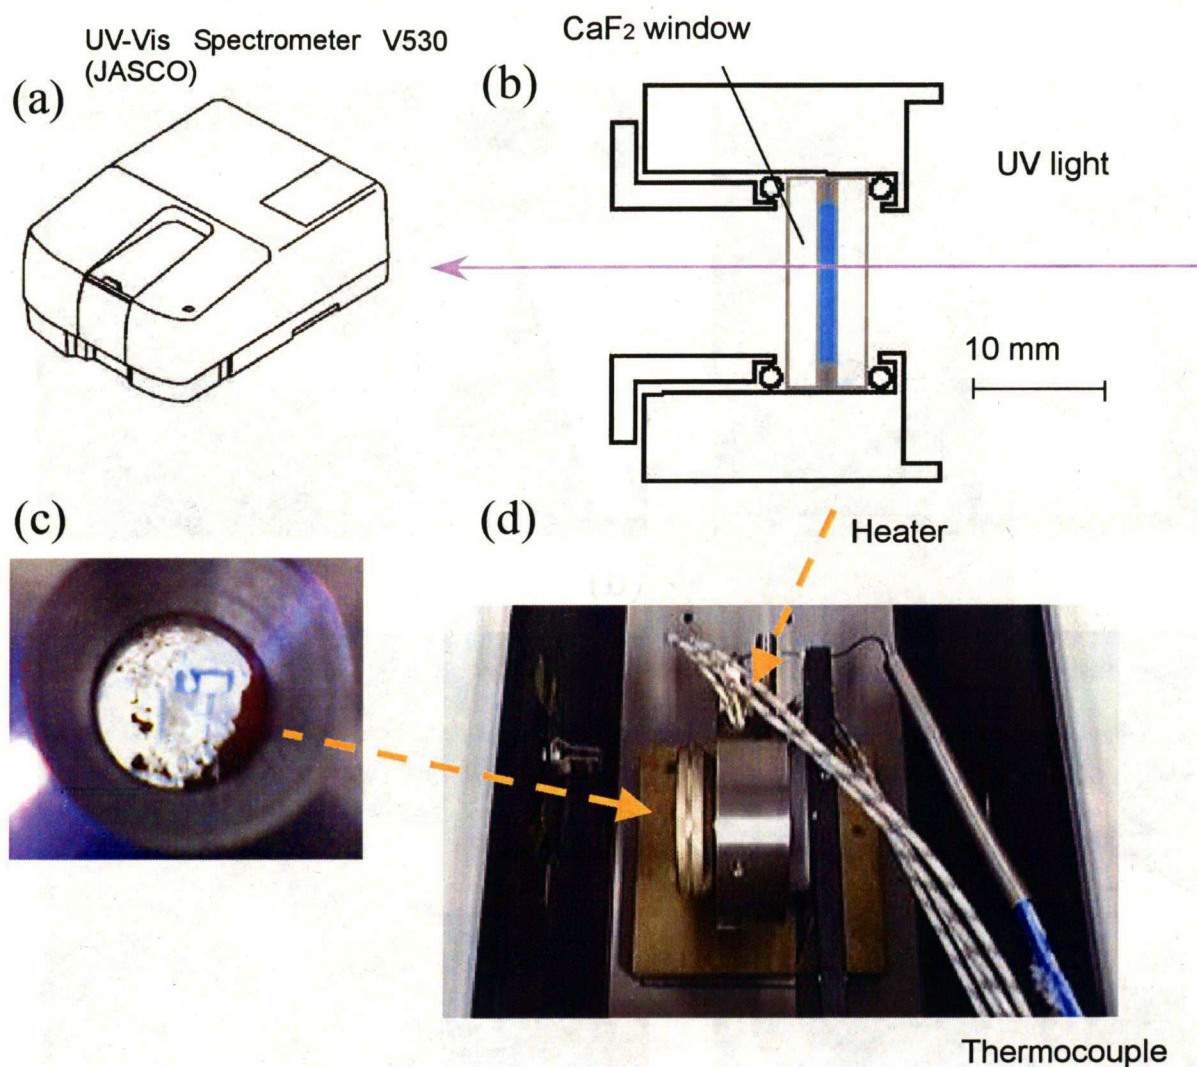 UV-Vis Spectrometer V530
(JASCO)
(a)
CaF2 window
(b)
UV light
10 mm
(c)
(d)
Heater
Thermocouple